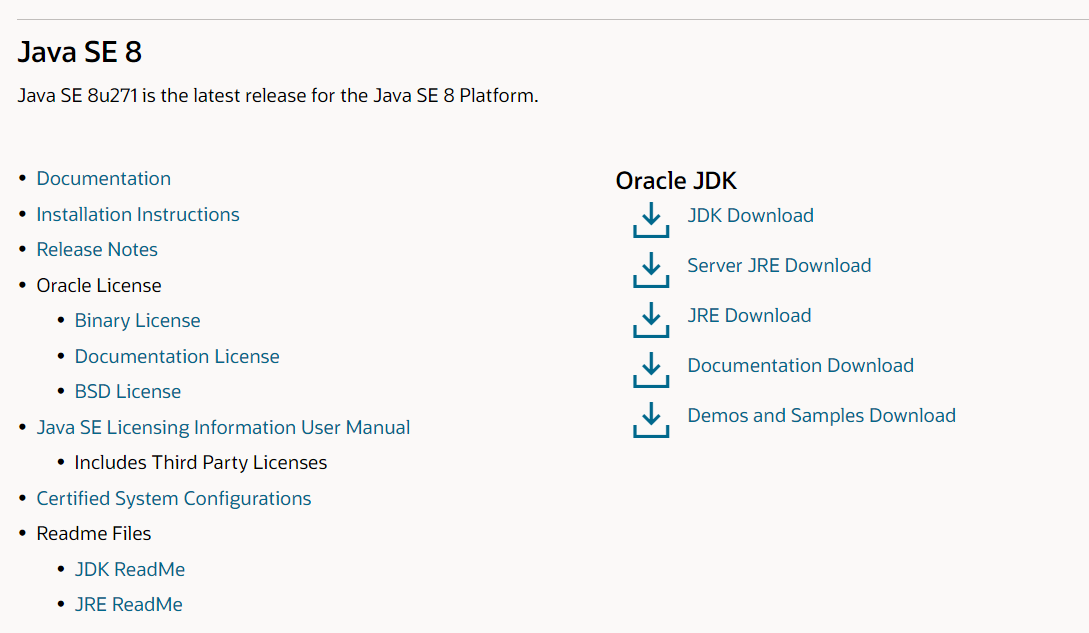 Java SE 8
Java SE 8u271 is the latest release for the Java SE 8 Platform.
• Documentation
• Installation Instructions
• Release Notes
• Oracle License
• Binary License
• Documentation License
• BSD License
• Java SE Licensing Information User Manual
• Includes Third Party Licenses
• Certified System Configurations
• Readme Files
• JDK ReadMe
• JRE ReadMe
Oracle JDK
JDK Download
Server JRE Download
JRE Download
Documentation Download
Demos and Samples Download